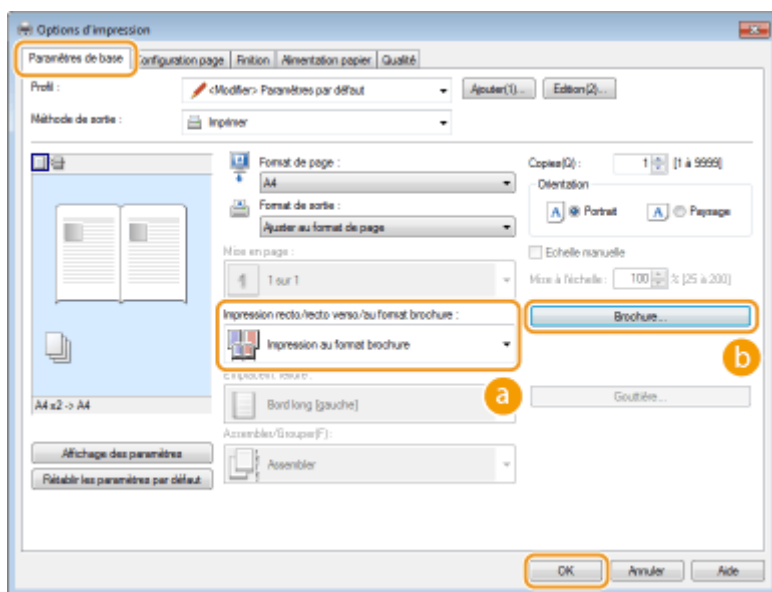 Options d'impression
Paramètres de base Configuration page Finition Alimentation papier Qualité
Profil : <Modifier> Paramètres par défaut Ajouter(1)... Edition(2)...
Méthode de sortie : Imprimer
Format de page : Copies(Q) : 1 [1 à 9999]
A4 Orientation
Format de sortie : A Portrait A Paysage
Ajuster au format de page
Mise en page : Echelle manuelle
1 1 sur 1 Mise à l'échelle : 100 % [25 à 200]
Impression recto/recto verso/au format brochure : Brochure...
Impression au format brochure b
Emplacem. reliure : a
A4 x2 -> A4 Bord long [gauche] Gouttière...
Assembler/Grouper(F) :
Affichage des paramètres Assembler
Rétablir les paramètres par défaut
OK Annuler Aide